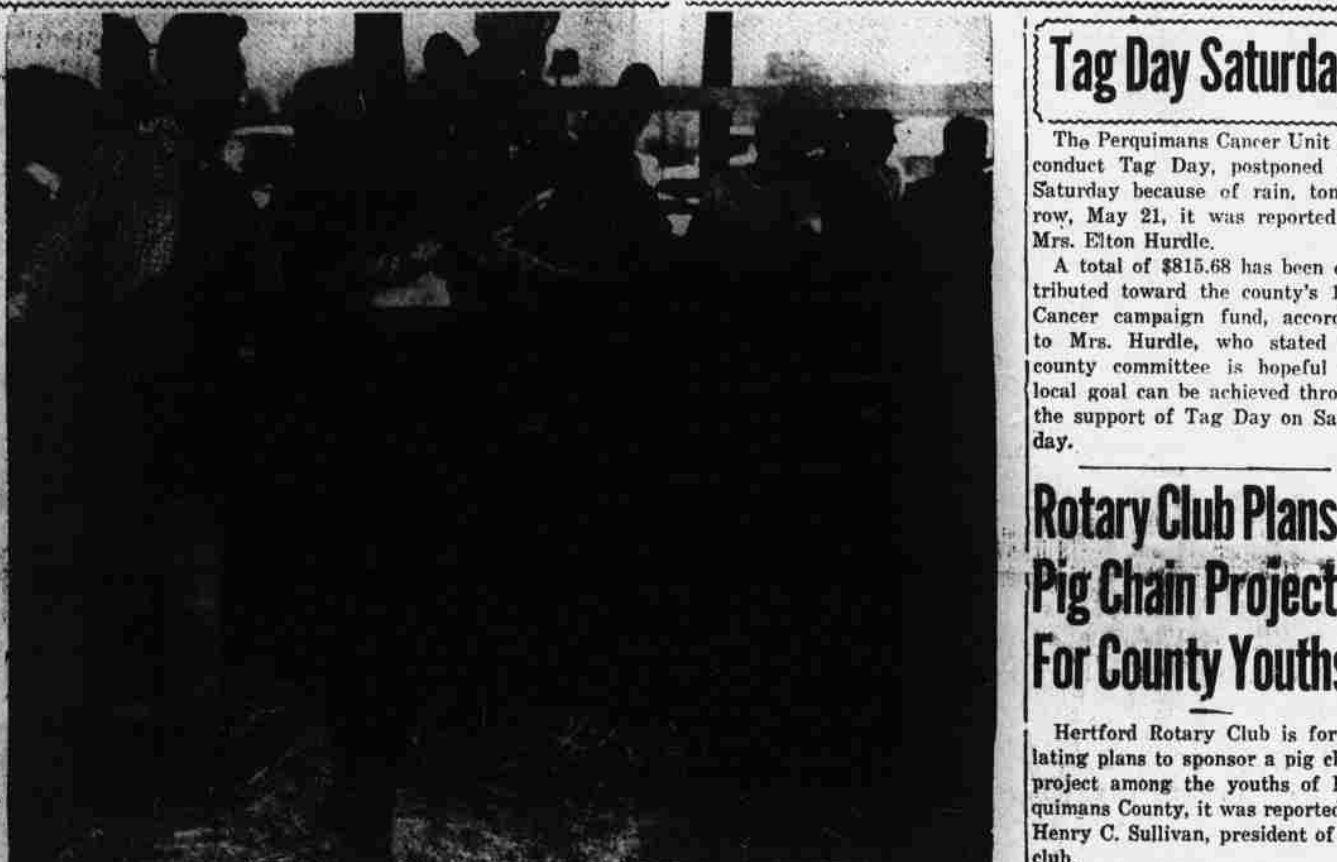 Tag Day Saturda
The Perquimans Cancer Unit
conduct Tag Day, postponed
Saturday because of rain, tom
row, May 21, it was reported
Mrs. Elton Hurdle.
A total of $815.68 has been
tributed toward the county's
Cancer campaign fund, accord
to Mrs. Hurdle, who stated
county committee is hopeful
local goal can be achieved thro
the support of Tag Day on Sa
day.
Rotary Club Plans
Pig Chain Project
For County Youths
Hertford Rotary Club is for
lating plans to sponsor a pig ch
project among the youths of
quimans County, it was reported
Henry C. Sullivan, president of
club.